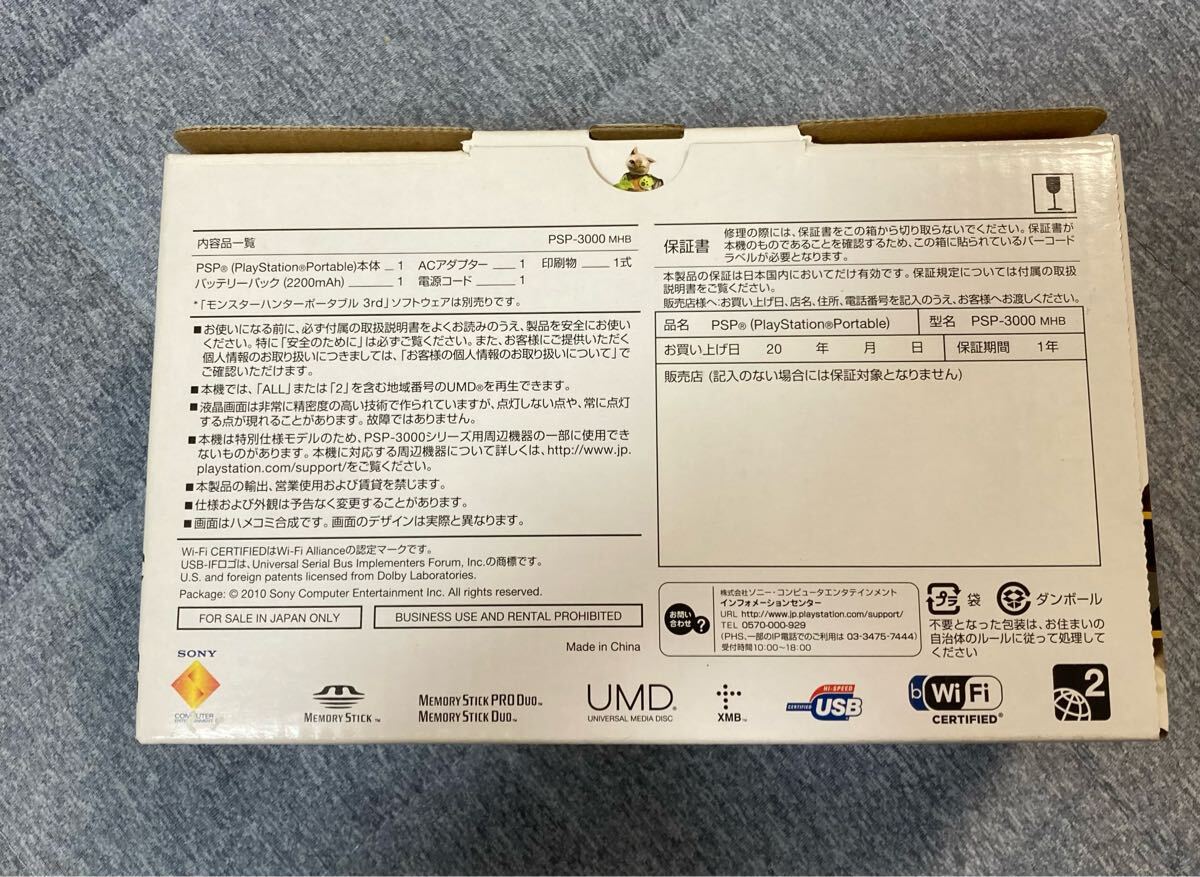 内容品一覧 PSP-3000 MHB
PSP® (PlayStation®Portable)本体 1 ACアダプター 1 印刷物 1式
バッテリーパック (2200mAh) 1 電源コード 1
*「モンスターハンターポータブル 3rd」ソフトウェアは別売りです。
■お使いになる前に、必ず付属の取扱説明書をよくお読みのうえ、製品を安全にお使い
ください。特に「安全のために」は必ずご覧ください。また、お客様にご提供いただく
個人情報のお取り扱いにつきましては、「お客様の個人情報のお取り扱いについて」で
ご確認いただけます。
■本機では、「ALL」または「2」を含む地域番号のUMD®を再生できます。
■液晶画面は非常に精密度の高い技術で作られていますが、点灯しない点や、常に点灯
する点が現れることがあります。故障ではありません。
■本機は特別仕様モデルのため、PSP-3000シリーズ用周辺機器の一部に使用でき
ないものがあります。本機に対応する周辺機器について詳しくは、http://www.jp.
playstation.com/support/をご覧ください。
■本製品の輸出、営業使用および賃貸を禁じます。
■仕様および外観は予告なく変更することがあります。
■画面はハメコミ合成です。画面のデザインは実際と異なります。
Wi-Fi CERTIFIEDはWi-Fi Allianceの認定マークです。
USB-IFロゴは、Universal Serial Bus Implementers Forum, Inc.の商標です。
U.S. and foreign patents licensed from Dolby Laboratories.
Package: © 2010 Sony Computer Entertainment Inc. All rights reserved.
FOR SALE IN JAPAN ONLY
BUSINESS USE AND RENTAL PROHIBITED
Made in China
保証書
修理の際には、保証書をこの箱から切り取らないでください。保証書が
本機のものであることを確認するため、この箱に貼られているバーコード
ラベルが必要となります。
本製品の保証は日本国内においてだけ有効です。保証規定については付属の取扱
説明書をご覧ください。
販売店様へ:お買い上げ日、店名、住所、電話番号を記入のうえ、お客様へお渡しください。
品名 PSP® (PlayStation®Portable) 型名 PSP-3000 MHB
お買い上げ日 20 年 月 日 保証期間 1年
販売店 (記入のない場合には保証対象となりません)
お問い
合わせ?
株式会社ソニー・コンピュータエンタテインメント
インフォメーションセンター
URL http://www.jp.playstation.com/support/
TEL 0570-000-929
(PHS、一部のIP電話でのご利用は 03-3475-7444)
受付時間10:00~18:00
プラ 袋 ダンボール
不要となった包装は、お住まいの
自治体のルールに従って処理して
ください
SONY
COMPUTER
ENTERTAINMENT
MEMORY STICK™
MEMORY STICK PRO DUO™
MEMORY STICK DUO™
UMD®
UNIVERSAL MEDIA DISC
XMB™
HI-SPEED
CERTIFIED USB
b Wi Fi
CERTIFIED®
2